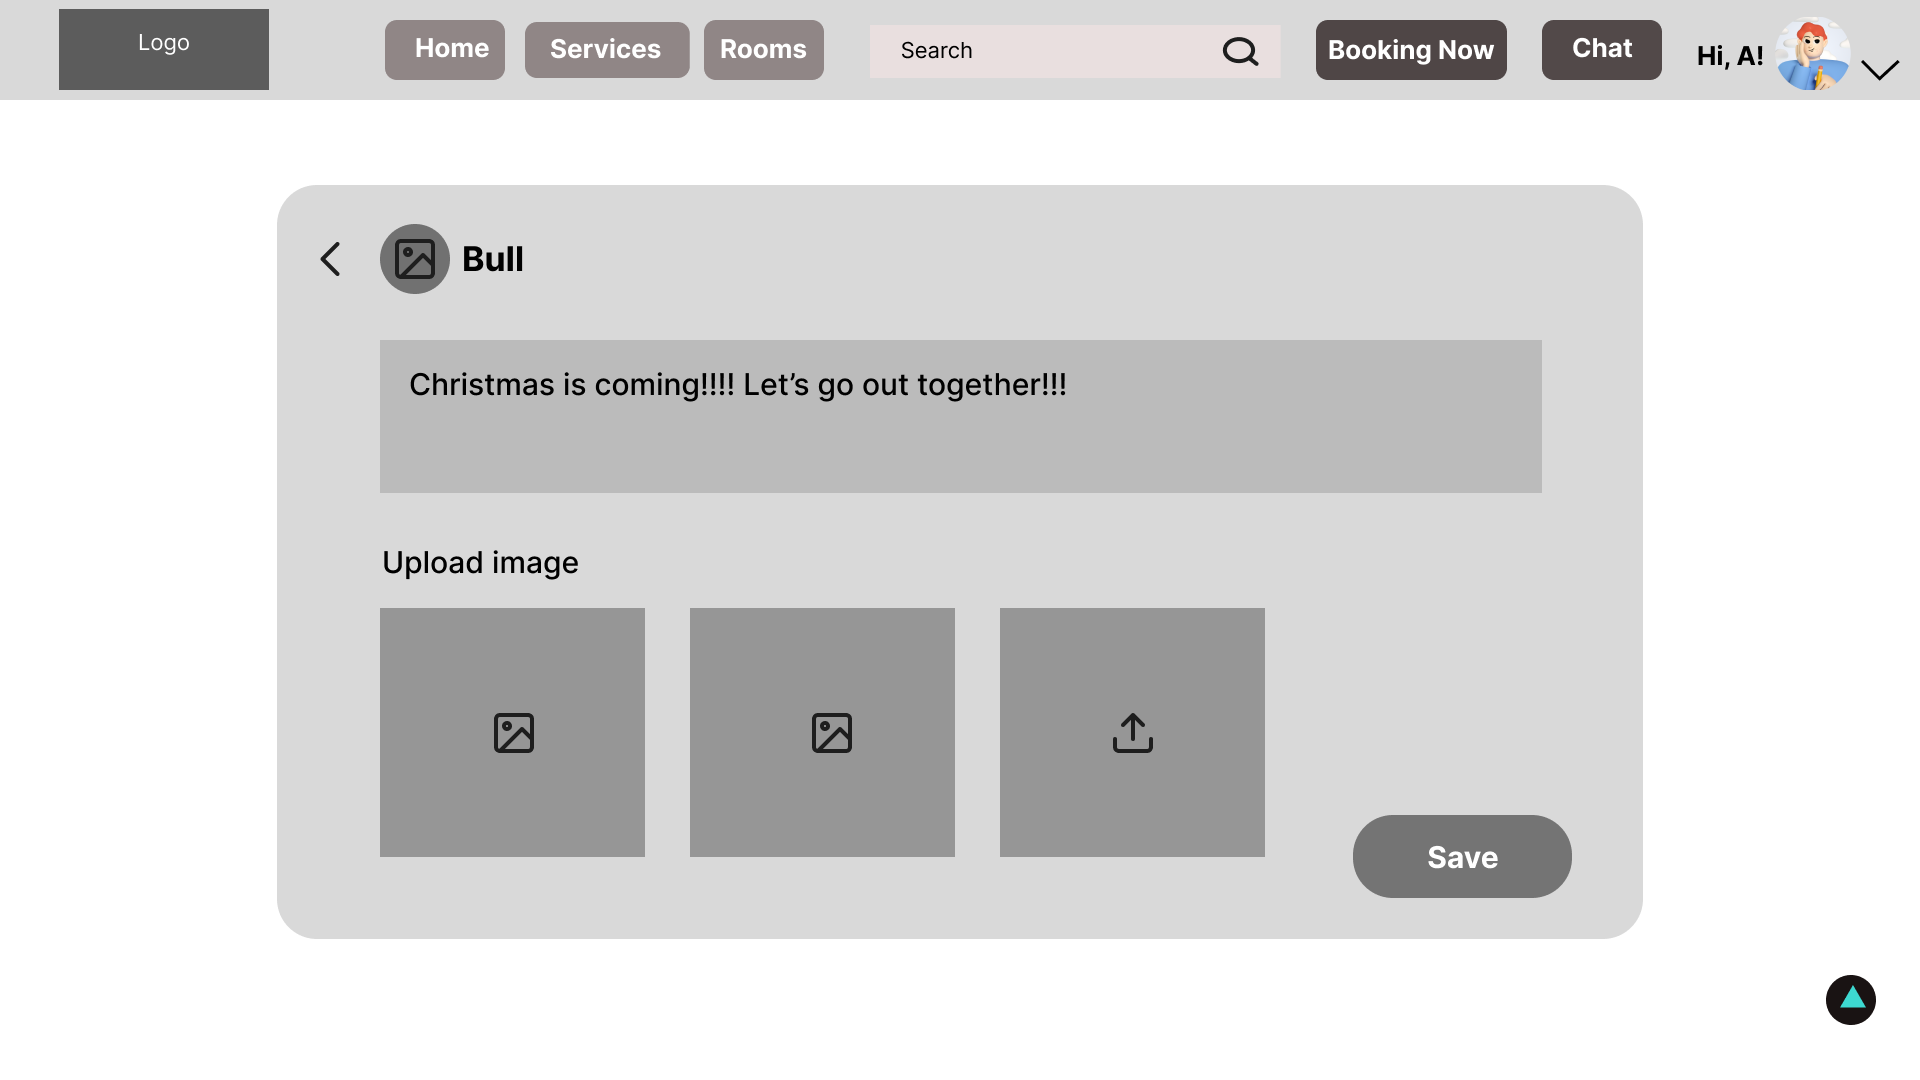 Logo
Home
Services
Rooms
Search
Booking Now
Chat
Hi, A!
Bull
Christmas is coming!!!! Let’s go out together!!!
Upload image
Save